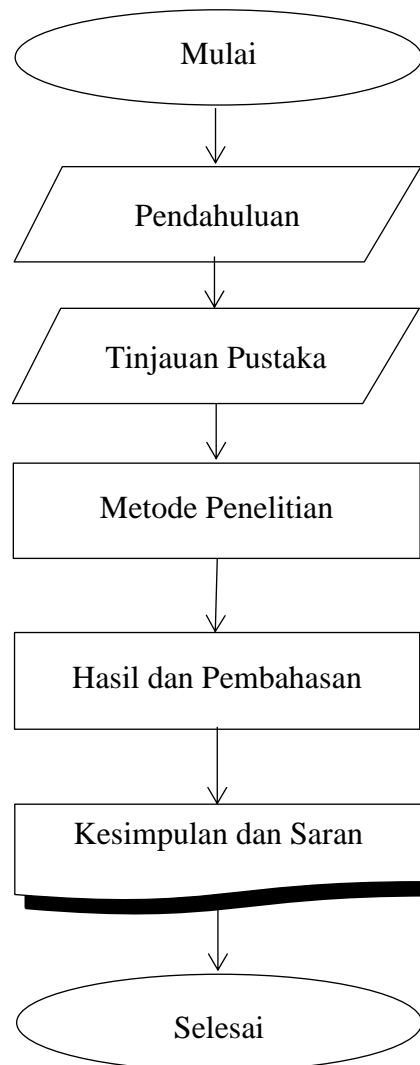 Mulai
Pendahuluan
Tinjauan Pustaka
Metode Penelitian
Hasil dan Pembahasan
Kesimpulan dan Saran
Selesai